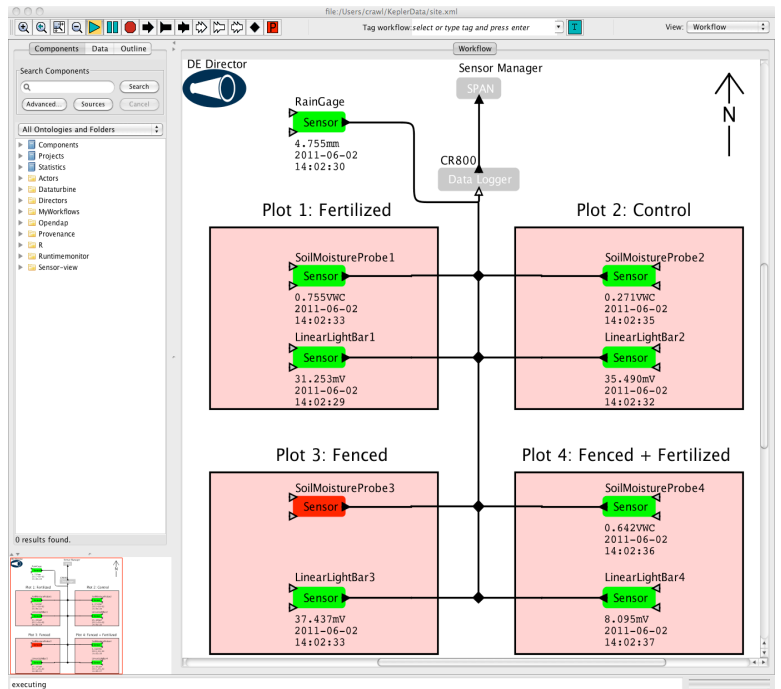 file:/Users/crawl/KeplerData/site.xml
Tag workflow: select or type tag and press enter
T
View: Workflow
P
Components
Data
Outline
Workflow
Search Components
Search
Advanced...
Sources
Cancel
All Ontologies and Folders
Components
Projects
Statistics
Actors
Dataturbine
Directors
MyWorkflows
Opendap
Provenance
R
Runtimemonitor
Sensor-view
0 results found.
DE Director
Sensor Manager
SPAN
N
RainGage
Sensor
4.755mm
2011-06-02
14:02:30
CR800
Data Logger
Plot 1: Fertilized
SoilMoistureProbe1
Sensor
0.755VWC
2011-06-02
14:02:33
LinearLightBar1
Sensor
31.253mV
2011-06-02
14:02:29
Plot 2: Control
SoilMoistureProbe2
Sensor
0.271VWC
2011-06-02
14:02:35
LinearLightBar2
Sensor
35.490mV
2011-06-02
14:02:32
Plot 3: Fenced
SoilMoistureProbe3
Sensor
LinearLightBar3
Sensor
37.437mV
2011-06-02
14:02:33
Plot 4: Fenced + Fertilized
SoilMoistureProbe4
Sensor
0.642VWC
2011-06-02
14:02:36
LinearLightBar4
Sensor
8.095mV
2011-06-02
14:02:37
executing